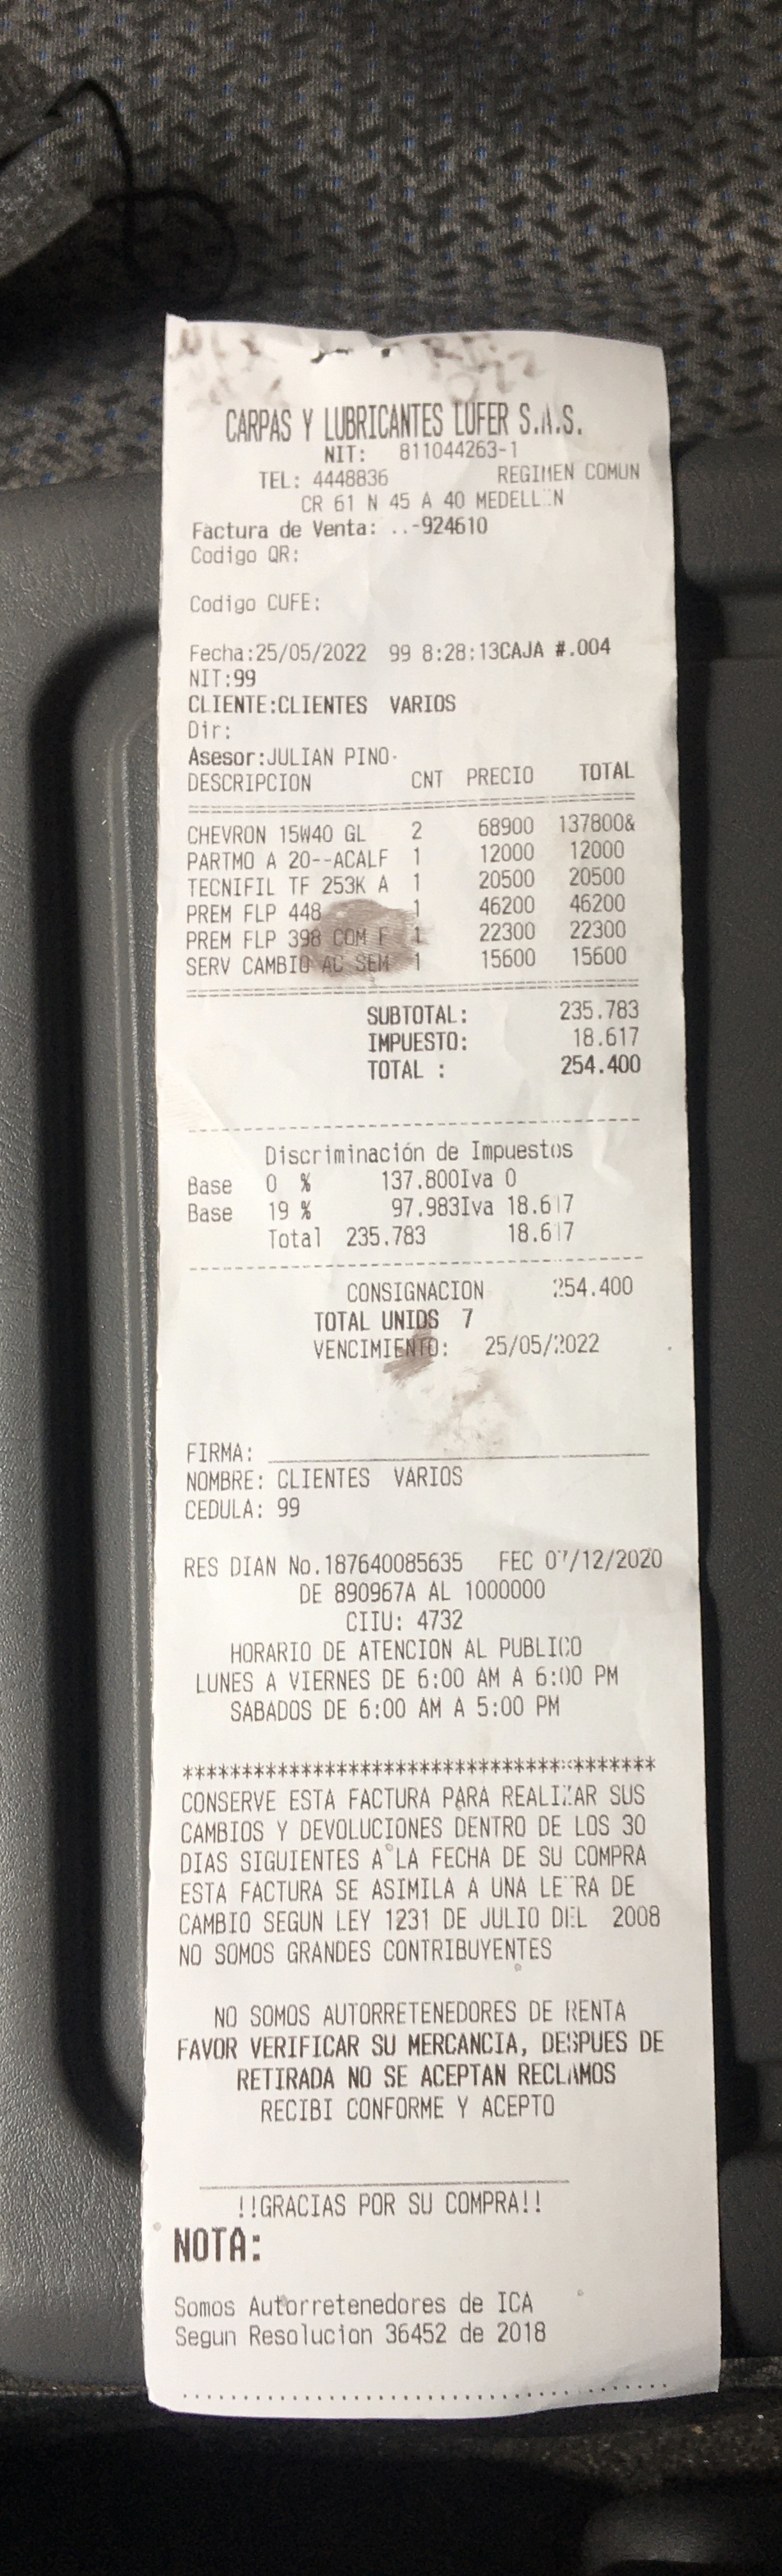 CARPAS Y LUBRICANTES LUFER S.A.S.
NIT: 811044263-1
TEL: 4448836 REGIMEN COMUN
CR 61 N 45 A 40 MEDELL N
Factura de Venta: ..-924610
Codigo QR:
Codigo CUFE:
Fecha:25/05/2022 99 8:28:13CAJA #.004
NIT:99
CLIENTE:CLIENTES VARIOS
Dir:
Asesor:JULIAN PINO-
DESCRIPCION CNT PRECIO TOTAL
CHEVRON 15W40 GL 2 68900 137800&
PARTMO A 20--ACALF 1 12000 12000
TECNIFIL TF 253K A 1 20500 20500
PREM FLP 448 1 46200 46200
PREM FLP 398 COM F 1 22300 22300
SERV CAMBIO AC SEM 1 15600 15600
SUBTOTAL: 235.783
IMPUESTO: 18.617
TOTAL : 254.400
Discriminación de Impuestos
Base 0 % 137.800Iva 0
Base 19 % 97.983Iva 18.617
Total 235.783 18.617
CONSIGNACION 254.400
TOTAL UNIDS 7
VENCIMIENTO: 25/05/2022
FIRMA:
NOMBRE: CLIENTES VARIOS
CEDULA: 99
RES DIAN No.187640085635 FEC 07/12/2020
DE 890967A AL 1000000
CIIU: 4732
HORARIO DE ATENCION AL PUBLICO
LUNES A VIERNES DE 6:00 AM A 6:00 PM
SABADOS DE 6:00 AM A 5:00 PM
****************************************
CONSERVE ESTA FACTURA PARA REALIZAR SUS
CAMBIOS Y DEVOLUCIONES DENTRO DE LOS 30
DIAS SIGUIENTES A LA FECHA DE SU COMPRA
ESTA FACTURA SE ASIMILA A UNA LETRA DE
CAMBIO SEGUN LEY 1231 DE JULIO DEL 2008
NO SOMOS GRANDES CONTRIBUYENTES
NO SOMOS AUTORRETENEDORES DE RENTA
FAVOR VERIFICAR SU MERCANCIA, DESPUES DE
RETIRADA NO SE ACEPTAN RECLAMOS
RECIBI CONFORME Y ACEPTO
!!GRACIAS POR SU COMPRA!!
NOTA:
Somos Autorretenedores de ICA
Segun Resolucion 36452 de 2018